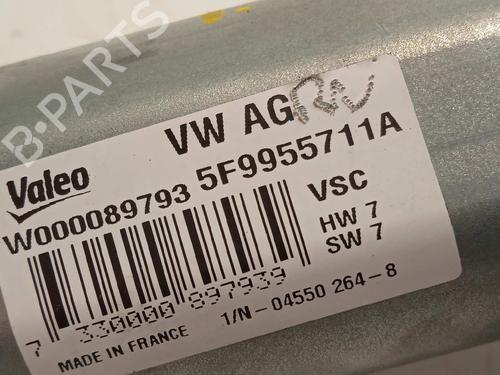 B-PARTS
VW AG
Valeo
W000089793 5F9955711A
VSC
HW 7
SW 7
7 330000 897939
MADE IN FRANCE
1/N - 04550 264-8